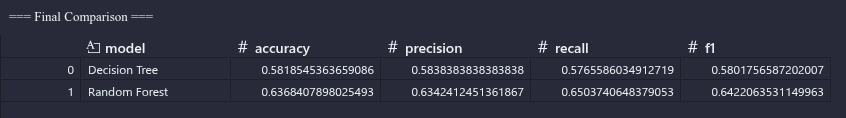 === Final Comparison ===
model # accuracy # precision # recall # f1
0 Decision Tree 0.5818545363659086 0.5838383838383838 0.5765586034912719 0.5801756587202007
1 Random Forest 0.6368407898025493 0.6342412451361867 0.6503740648379053 0.6422063531149963